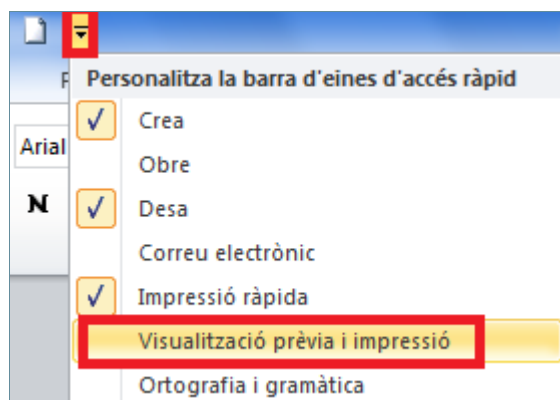 Personalitza la barra d'eines d'accés ràpid
Crea
Arial
Obre
N
Desa
Correu electrònic
Impressió ràpida
Visualització prèvia i impressió
Ortografia i gramàtica